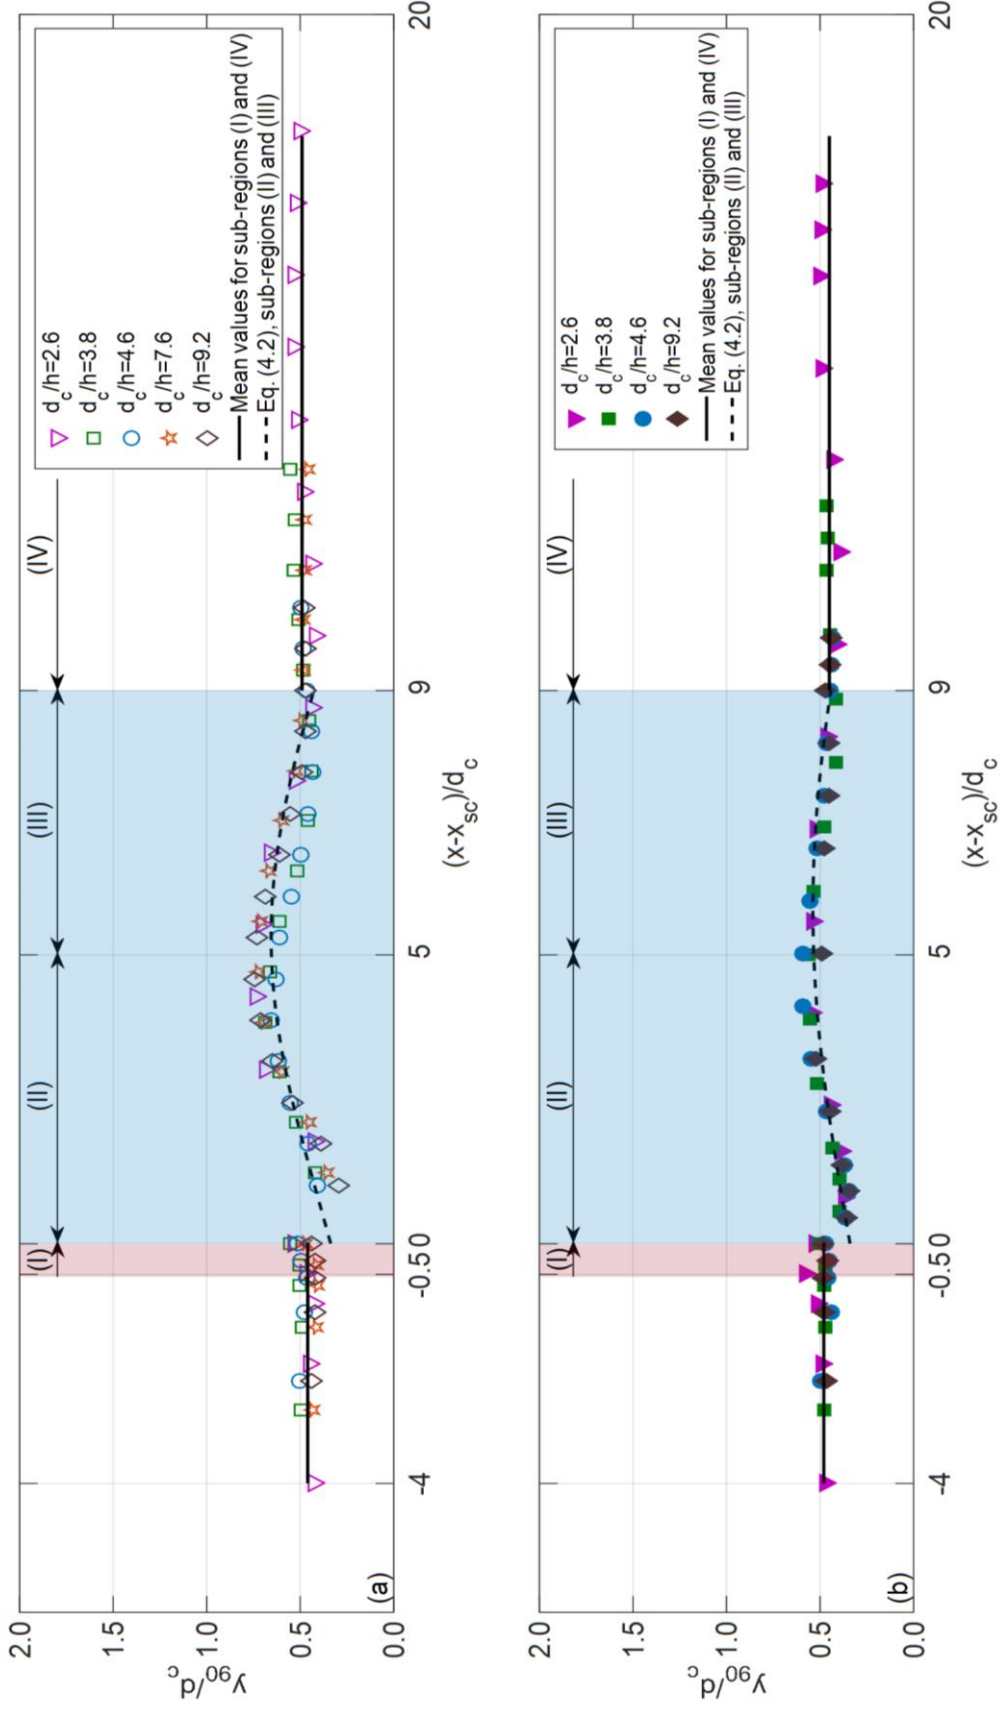 2.0
1.5
1.0
0.5
0.0
y90/dc
(I)
(II)
(III)
(IV)
dc/h=2.6
dc/h=3.8
dc/h=4.6
dc/h=7.6
dc/h=9.2
Mean values for sub-regions (I) and (IV)
Eq. (4.2), sub-regions (II) and (III)
(a)
-4
-0.50
5
9
20
(x-xsc)/dc
2.0
1.5
1.0
0.5
0.0
y90/dc
(I)
(II)
(III)
(IV)
dc/h=2.6
dc/h=3.8
dc/h=4.6
dc/h=9.2
Mean values for sub-regions (I) and (IV)
Eq. (4.2), sub-regions (II) and (III)
(b)
-4
-0.50
5
9
20
(x-xsc)/dc